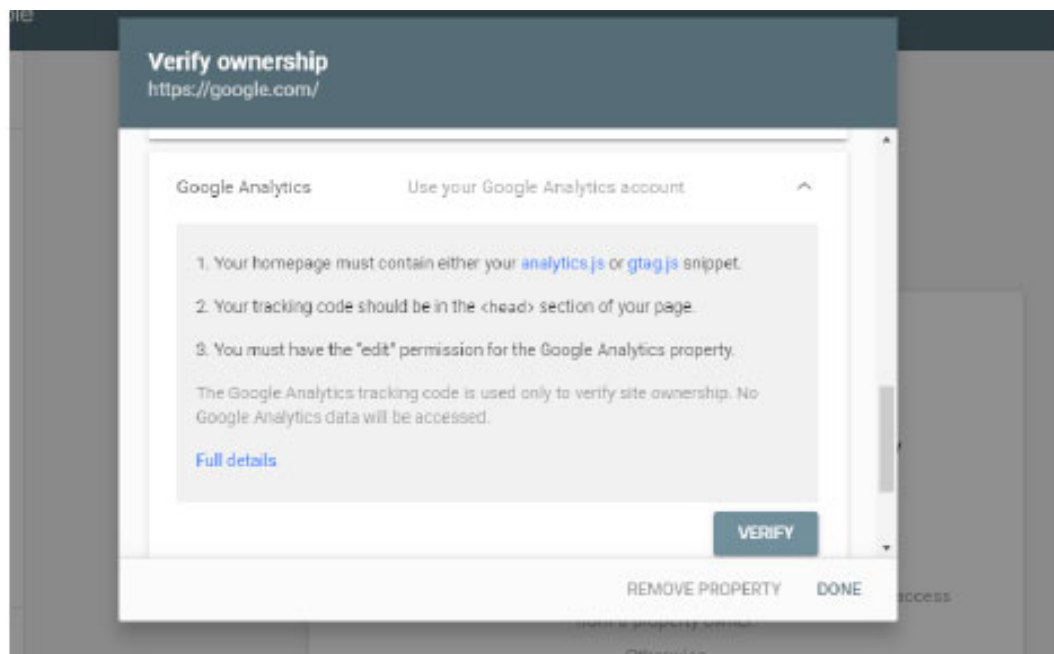 Verify ownership
https://google.com/
Google Analytics Use your Google Analytics account
1. Your homepage must contain either your analytics.js or gtag.js snippet.
2. Your tracking code should be in the <head> section of your page.
3. You must have the "edit" permission for the Google Analytics property.
The Google Analytics tracking code is used only to verify site ownership. No
Google Analytics data will be accessed.
Full details
VERIFY
REMOVE PROPERTY DONE
access
from a property owner.